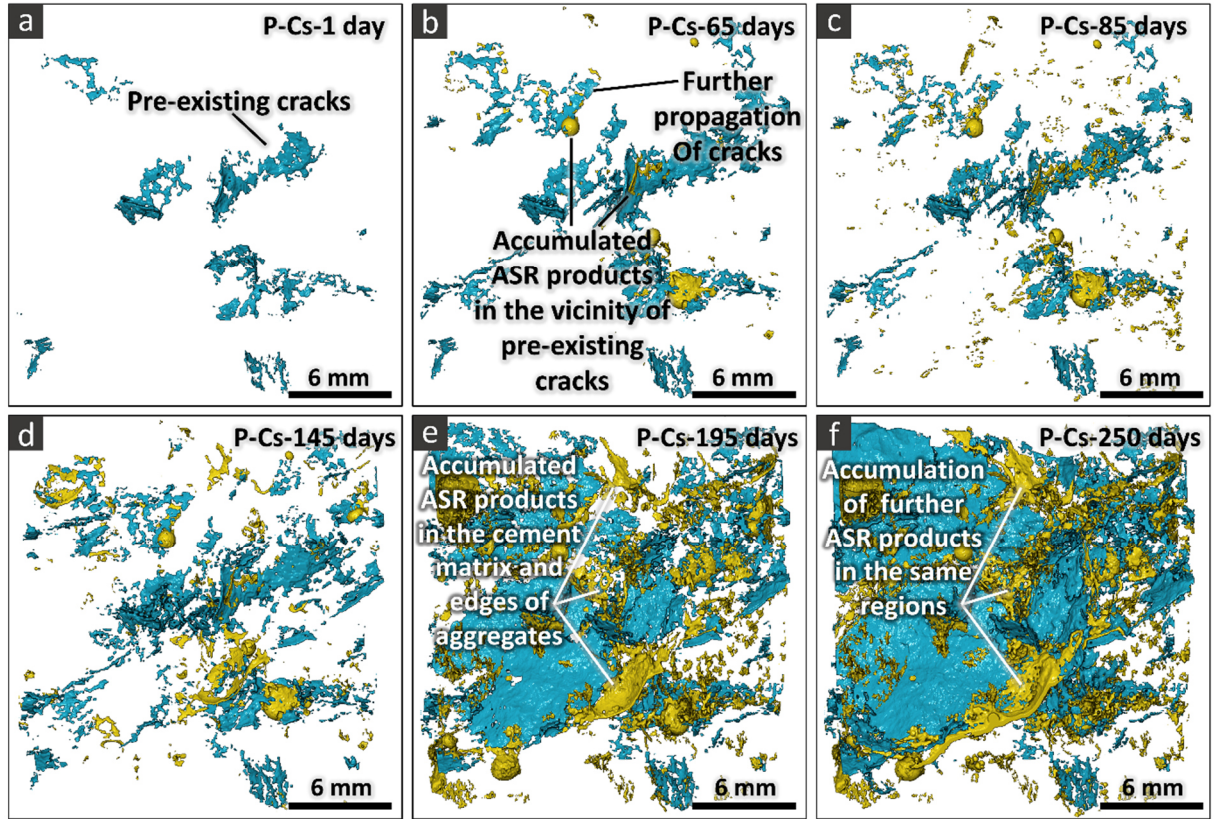 a
P-Cs-1 day
Pre-existing cracks
6 mm
b
P-Cs-65 days
Further
propagation
Of cracks
Accumulated
ASR products
in the vicinity of
pre-existing
cracks
6 mm
c
P-Cs-85 days
6 mm
d
P-Cs-145 days
6 mm
e
P-Cs-195 days
Accumulated
ASR products
in the cement
matrix and
edges of
aggregates
6 mm
f
P-Cs-250 days
Accumulation
of further
ASR products
in the same
regions
6 mm